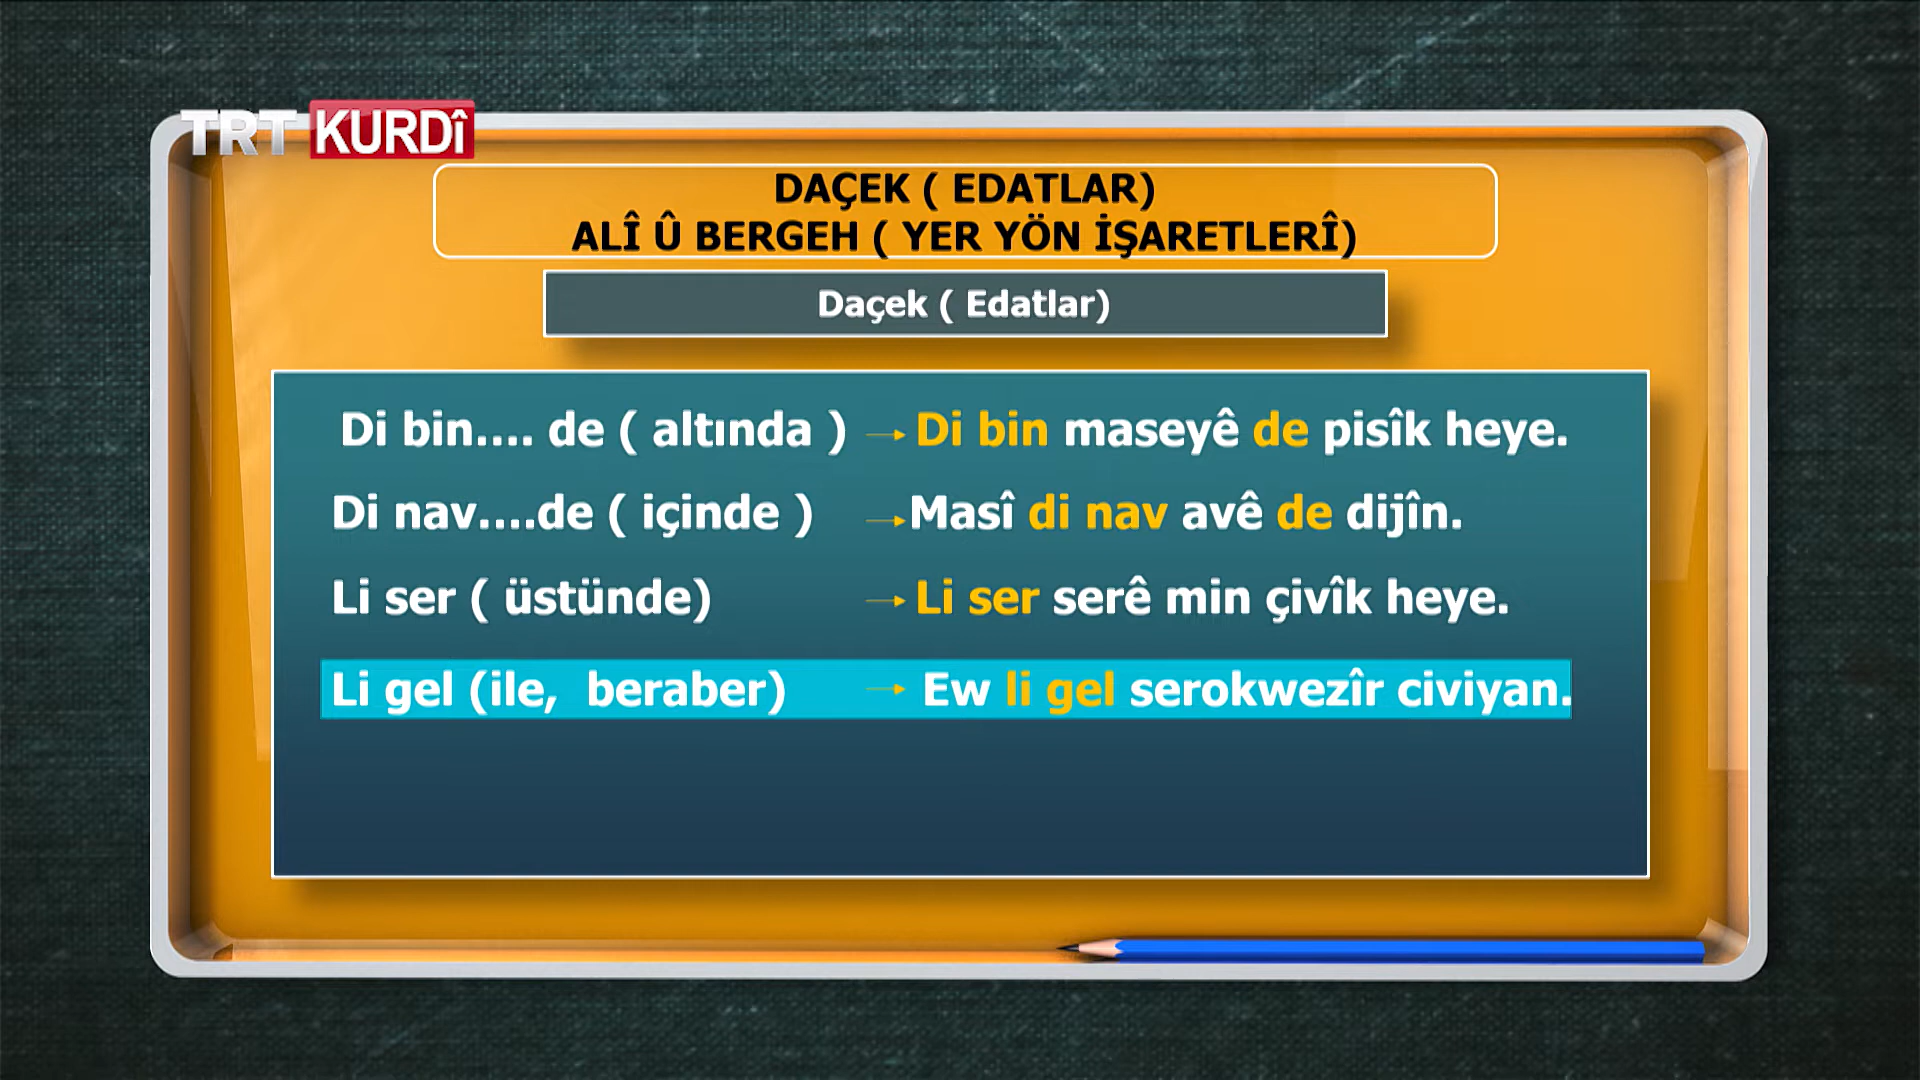 TRT KURDÎ
DAÇEK ( EDATLAR)
ALÎ Û BERGEH ( YER YÖN İŞARETLERÎ)
Daçek ( Edatlar)
Di bin.... de ( altında ) → Di bin maseyê de pisîk heye.
Di nav....de ( içinde ) → Masî di nav avê de dijîn.
Li ser ( üstünde) → Li ser serê min çivîk heye.
Li gel (ile, beraber) → Ew li gel serokwezîr civiyan.